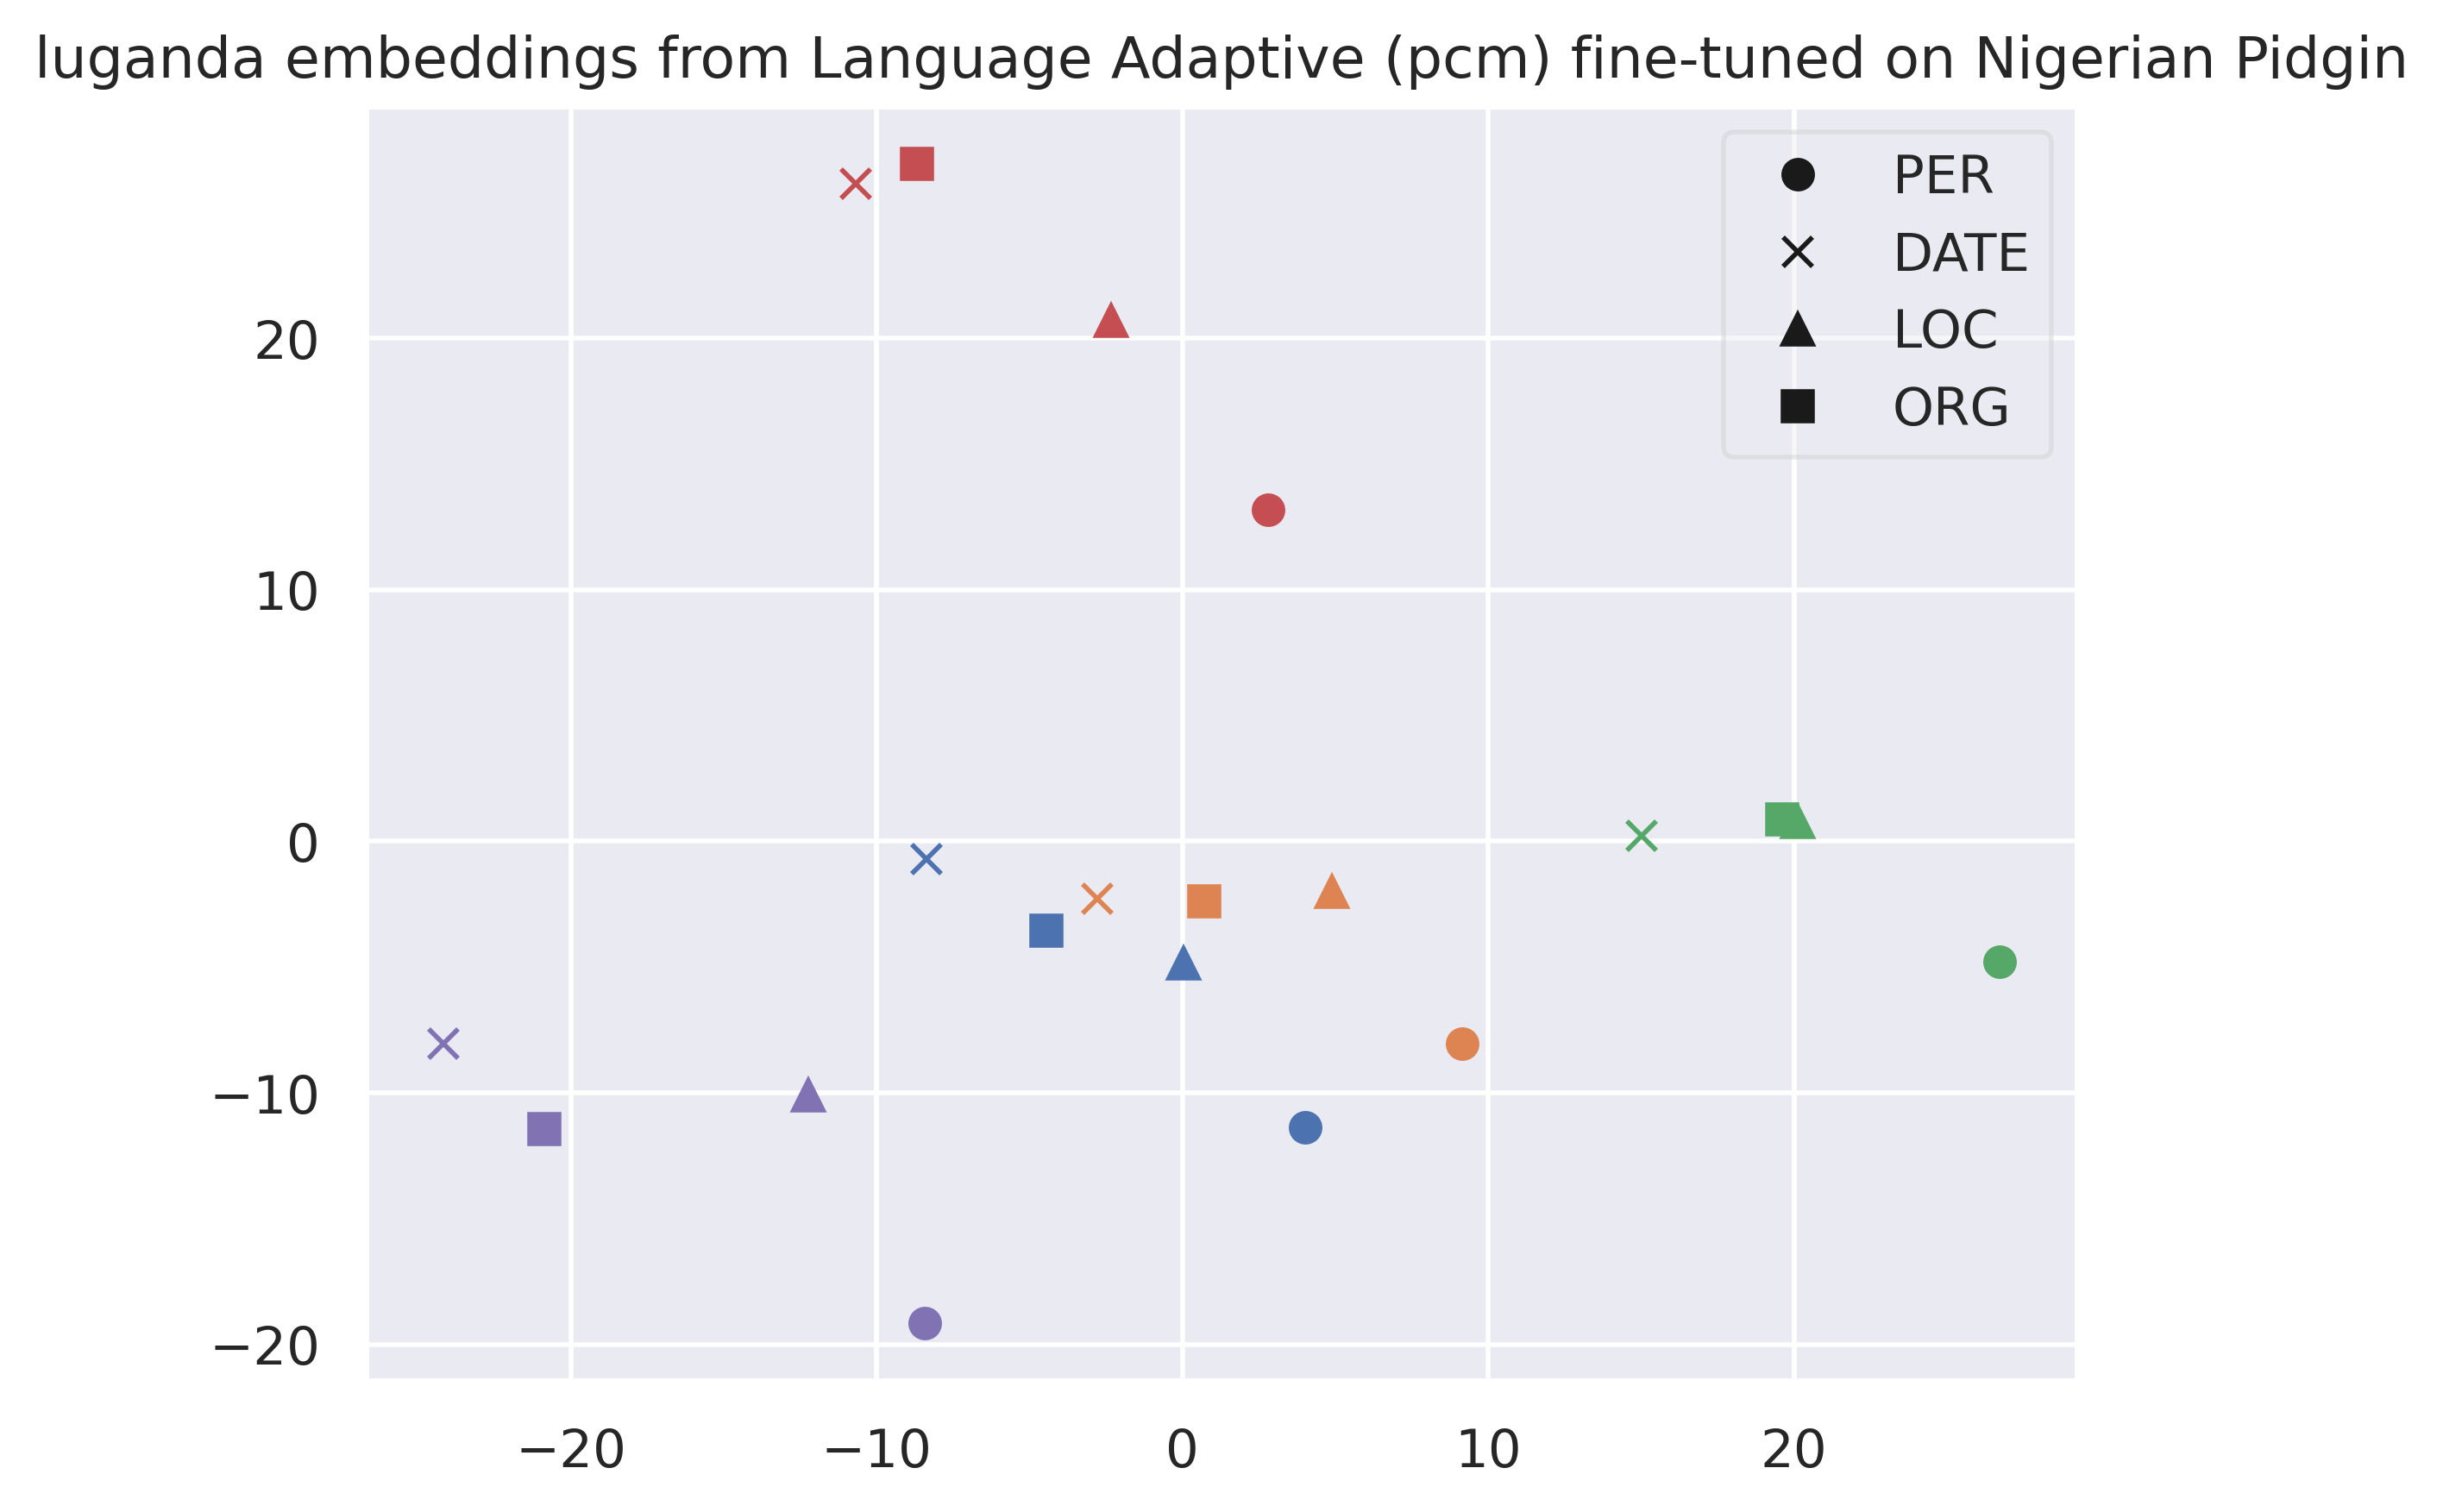 luganda embeddings from Language Adaptive (pcm) fine-tuned on Nigerian Pidgin
PER
DATE
LOC
ORG
20
10
0
−10
−20
−20 −10 0 10 20